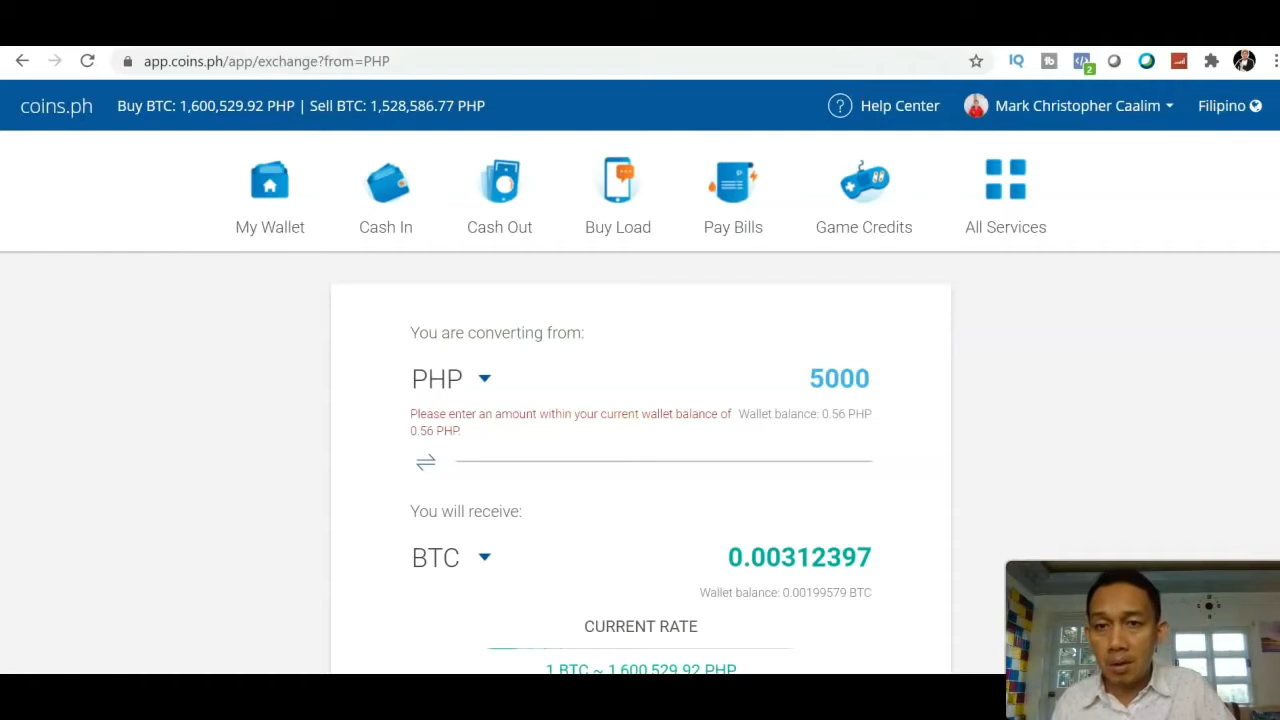 app.coins.ph/app/exchange?from=PHP
2
coins.ph Buy BTC: 1,600,529.92 PHP | Sell BTC: 1,528,586.77 PHP ? Help Center Mark Christopher Caalim Filipino
My Wallet Cash In Cash Out Buy Load Pay Bills Game Credits All Services
You are converting from:
PHP 5000
Please enter an amount within your current wallet balance of Wallet balance: 0.56 PHP
0.56 PHP.
You will receive:
BTC 0.00312397
Wallet balance: 0.00199579 BTC
CURRENT RATE
1 BTC ~ 1,600,529.92 PHP